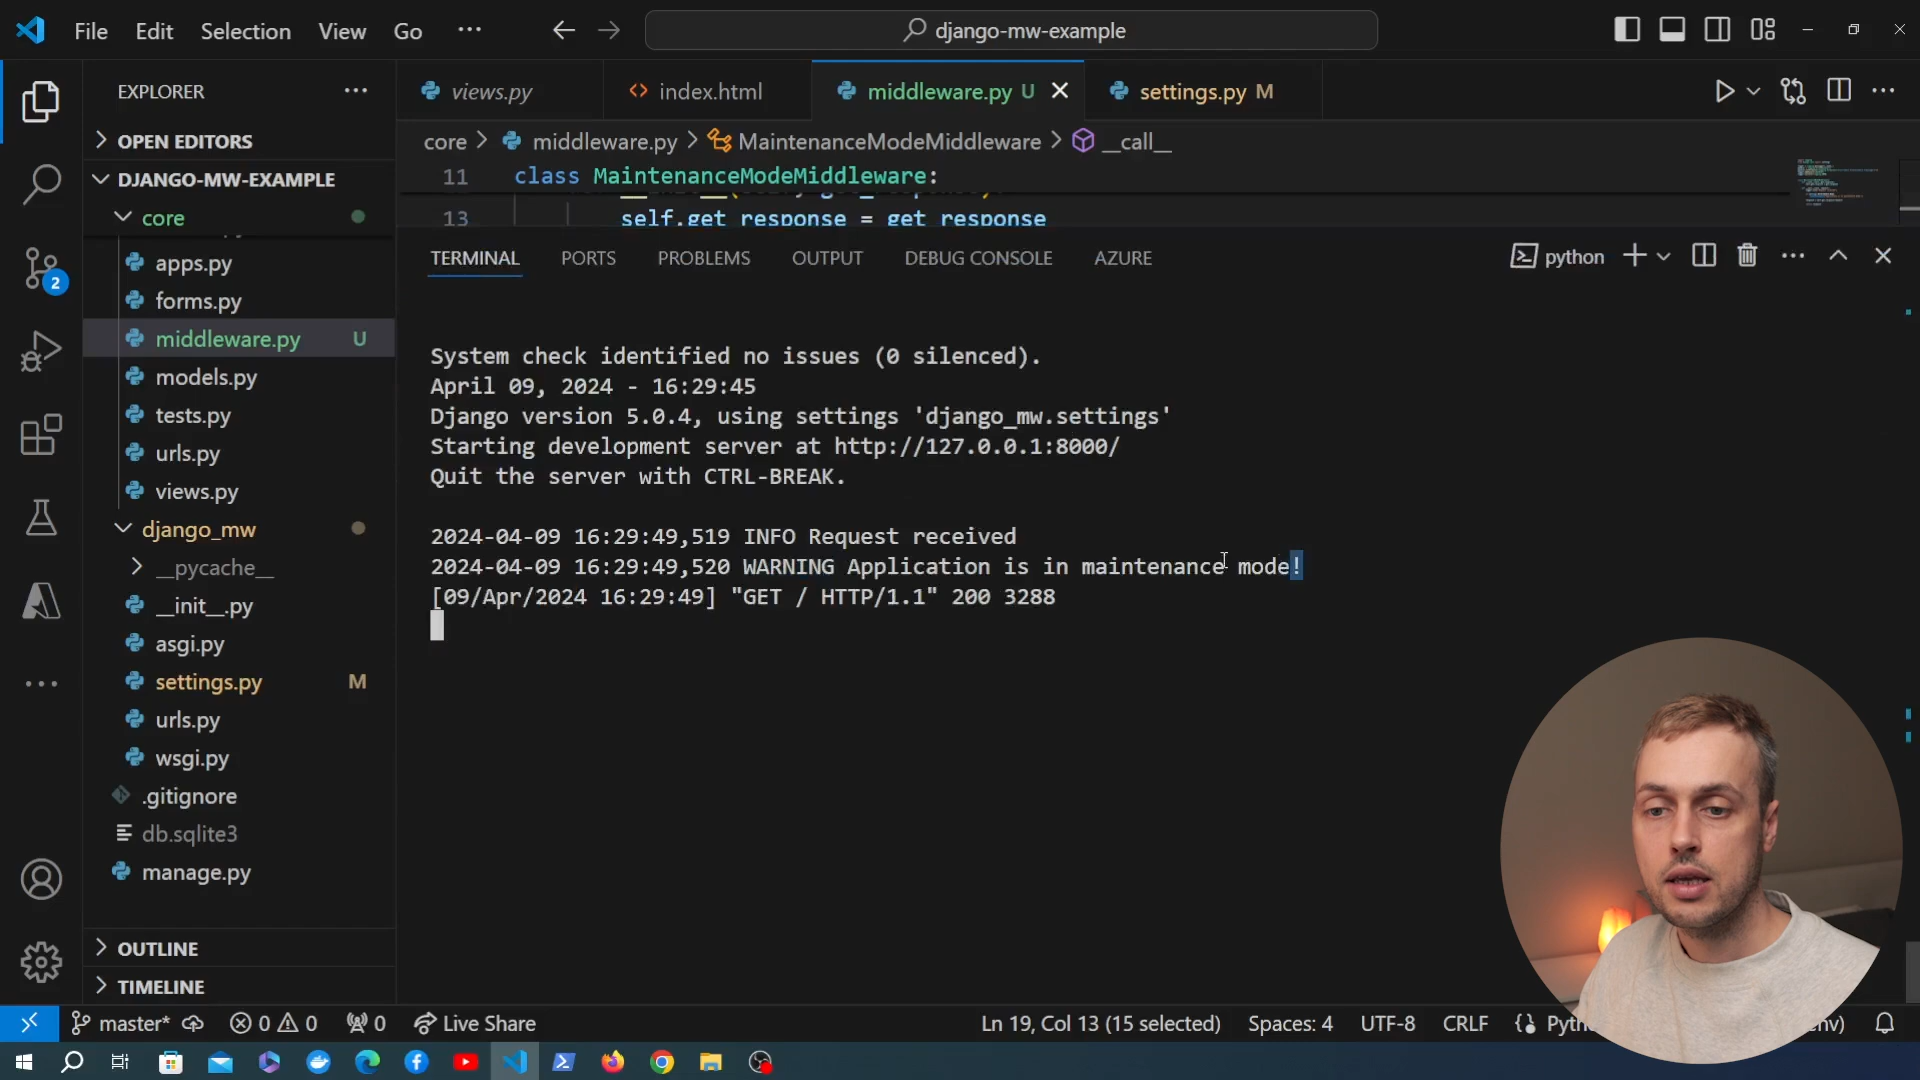 File Edit Selection View Go ···
django-mw-example
EXPLORER ···
OPEN EDITORS
DJANGO-MW-EXAMPLE
core
apps.py
forms.py
middleware.py U
models.py
tests.py
urls.py
views.py
django_mw
__pycache__
__init__.py
asgi.py
settings.py M
urls.py
wsgi.py
.gitignore
db.sqlite3
manage.py
OUTLINE
TIMELINE
2
views.py index.html middleware.py U settings.py M
core > middleware.py > MaintenanceModeMiddleware > __call__
11 class MaintenanceModeMiddleware:
13 self.get_response = get_response
TERMINAL PORTS PROBLEMS OUTPUT DEBUG CONSOLE AZURE python
System check identified no issues (0 silenced).
April 09, 2024 - 16:29:45
Django version 5.0.4, using settings 'django_mw.settings'
Starting development server at http://127.0.0.1:8000/
Quit the server with CTRL-BREAK.
2024-04-09 16:29:49,519 INFO Request received
2024-04-09 16:29:49,520 WARNING Application is in maintenance mode!
[09/Apr/2024 16:29:49] "GET / HTTP/1.1" 200 3288
master* 0 0 0 Live Share Ln 19, Col 13 (15 selected) Spaces: 4 UTF-8 CRLF